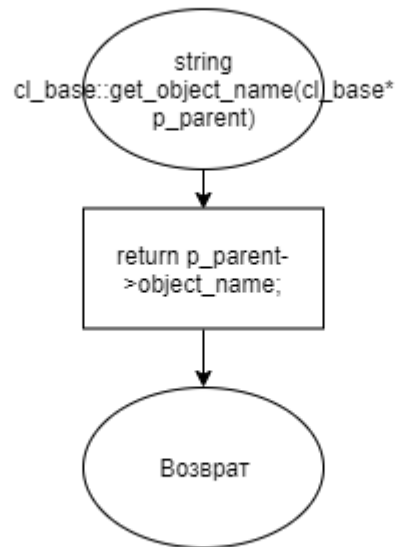 string
cl_base::get_object_name(cl_base*
p_parent)
return p_parent-
>object_name;
Возврат